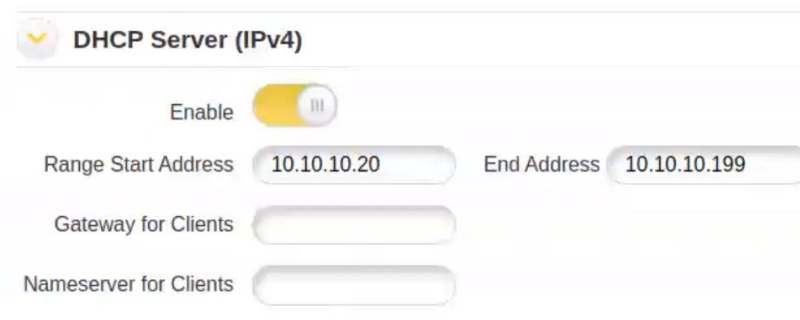 DHCP Server (IPv4)
Enable
Range Start Address 10.10.10.20 End Address 10.10.10.199
Gateway for Clients
Nameserver for Clients